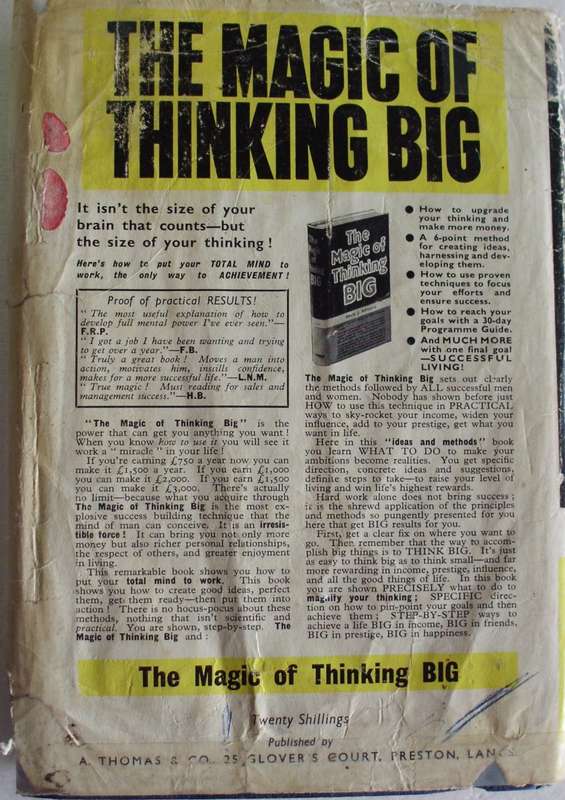 THE MAGIC OF
THINKING BIG
It isn't the size of your
brain that counts—but
the size of your thinking !
Here's how to put your TOTAL MIND to
work, the only way to ACHIEVEMENT !
Proof of practical RESULTS!
" The most useful explanation of how to
develop full mental power I've ever seen."—
F.R.P.
" I got a job I have been wanting and trying
to get over a year."—F.B.
" Truly a great book! Moves a man into
action, motivates him, instills confidence,
makes for a more successful life."—L.N.M.
" True magic! Must reading for sales and
management success."—H.B.
"The Magic of Thinking Big" is the
power that can get you anything you want !
When you know how to use it you will see it
work a " miracle " in your life !
If you're earning £750 a year now you can
make it £1,500 a year. If you earn £1,000
you can make it £2,000. If you earn £1,500
you can make it £3,000. There's actually
no limit—because what you acquire through
The Magic of Thinking Big is the most ex-
plosive success building technique that the
mind of man can conceive. It is an irresis-
tible force ! It can bring you not only more
money but also richer personal relationships,
the respect of others, and greater enjoyment
in living.
This remarkable book shows you how to
put your total mind to work. This book
shows you how to create good ideas, perfect
them, get them ready—then put them into
action ! There is no hocus-pocus about these
methods, nothing that isn't scientific and
practical. You are shown, step-by-step. The
Magic of Thinking Big and :
The
Magic of
Thinking
BIG
BIG
● How to upgrade
your thinking and
make more money.
● A 6-point method
for creating ideas,
harnessing and dev-
eloping them.
● How to use proven
techniques to focus
your efforts and
ensure success.
● How to reach your
goals with a 30-day
Programme Guide.
● And MUCH MORE
with one final goal
—SUCCESSFUL
LIVING!
The Magic of Thinking Big sets out clearly
the methods followed by ALL successful men
and women. Nobody has shown before just
HOW to use this technique in PRACTICAL
ways to sky-rocket your income, widen your
influence, add to your prestige, get what you
want in life.
Here in this "ideas and methods" book
you learn WHAT TO DO to make your
ambitions become realities. You get specific
direction, concrete ideas and suggestions,
definite steps to take—to raise your level of
living and win life's highest rewards.
Hard work alone does not bring success ;
it is the shrewd application of the principles
and methods so pungently presented for you
here that get BIG results for you.
First, get a clear fix on where you want to
go. Then remember that the way to accom-
plish big things is to THINK BIG. It's just
as easy to think big as to think small—and far
more rewarding in income, prestige, influence,
and all the good things of life. In this book
you are shown PRECISELY what to do to
magnify your thinking ; SPECIFIC direc-
tion on how to pin-point your goals and then
achieve them ; STEP-BY-STEP ways to
achieve a life BIG in income, BIG in friends,
BIG in prestige, BIG in happiness.
The Magic of Thinking BIG
Twenty Shillings
Published by
A. THOMAS & CO. 25 GLOVER'S COURT, PRESTON, LANCS.